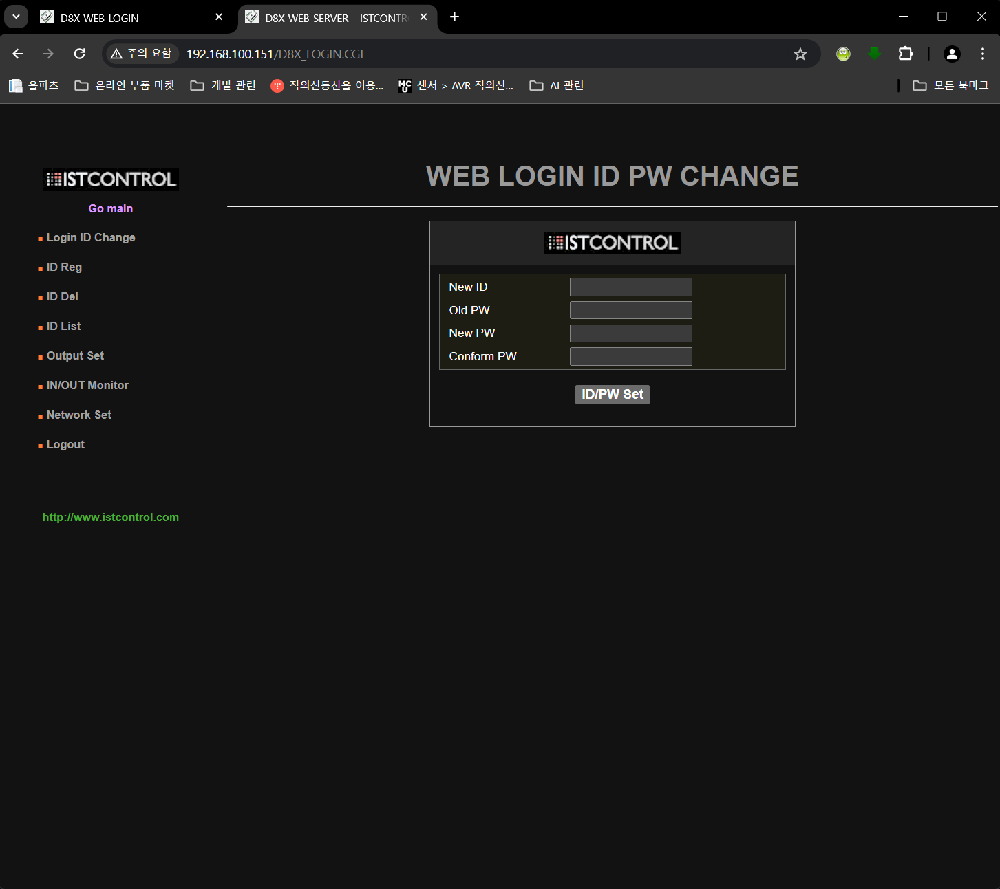 D8X WEB LOGIN
D8X WEB SERVER - ISTCONTR
주의 요함 192.168.100.151/D8X_LOGIN.CGI
올파츠 온라인 부품 마켓 개발 관련 적외선통신을 이용... MCU 센서 > AVR 적외선... AI 관련 모든 북마크
ISTCONTROL
Go main
Login ID Change
ID Reg
ID Del
ID List
Output Set
IN/OUT Monitor
Network Set
Logout
http://www.istcontrol.com
WEB LOGIN ID PW CHANGE
ISTCONTROL
New ID
Old PW
New PW
Conform PW
ID/PW Set